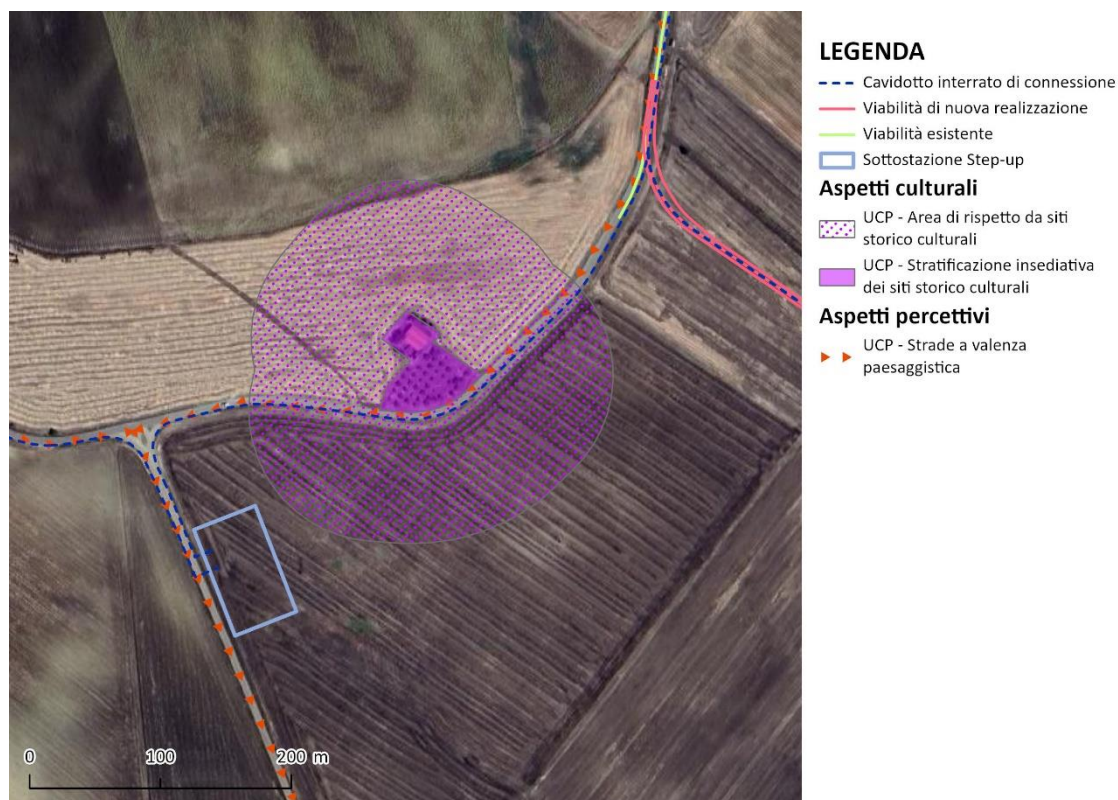 LEGENDA
Cavidotto interrato di connessione
Viabilità di nuova realizzazione
Viabilità esistente
Sottostazione Step-up
Aspetti culturali
UCP - Area di rispetto da siti
storico culturali
UCP - Stratificazione insediativa
dei siti storico culturali
Aspetti percettivi
UCP - Strade a valenza
paesaggistica
0 100 200 m